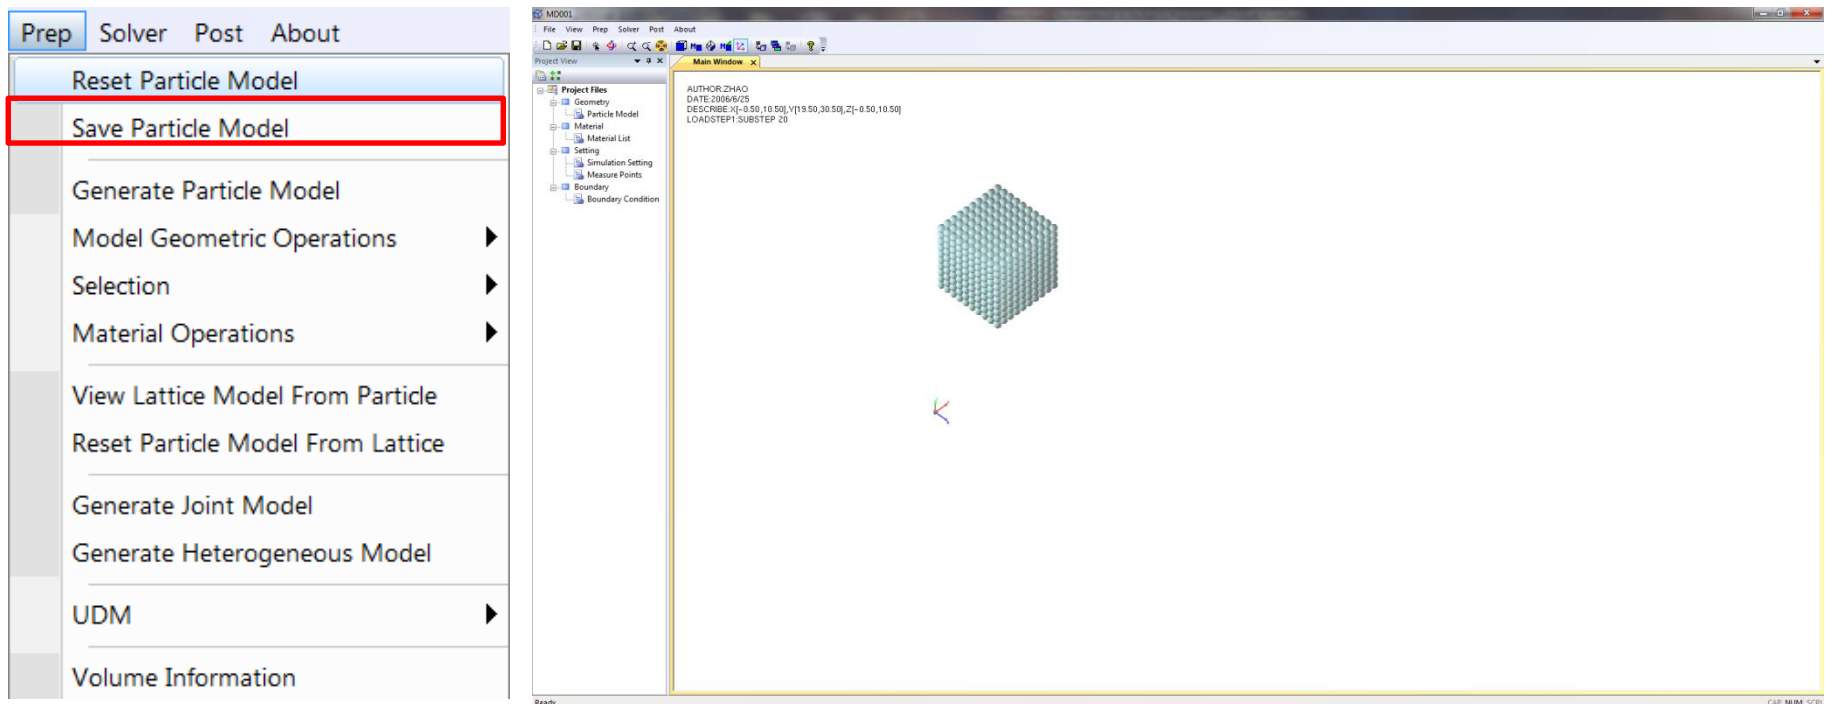 Prep Solver Post About
Reset Particle Model
Save Particle Model
Generate Particle Model
Model Geometric Operations
Selection
Material Operations
View Lattice Model From Particle
Reset Particle Model From Lattice
Generate Joint Model
Generate Heterogeneous Model
UDM
Volume Information
MD001
File View Prep Solver Post About
Project View
Main Window
Project Files
Geometry
Particle Model
Material
Material List
Setting
Simulation Setting
Measure Points
Boundary
Boundary Condition
AUTHOR:ZHAO
DATE:2006/6/25
DESCRIBE:X[-0.50,10.50],Y[19.50,30.50],Z[-0.50,10.50]
LOADSTEP1:SUBSTEP 20
Ready
CAP NUM SCRL